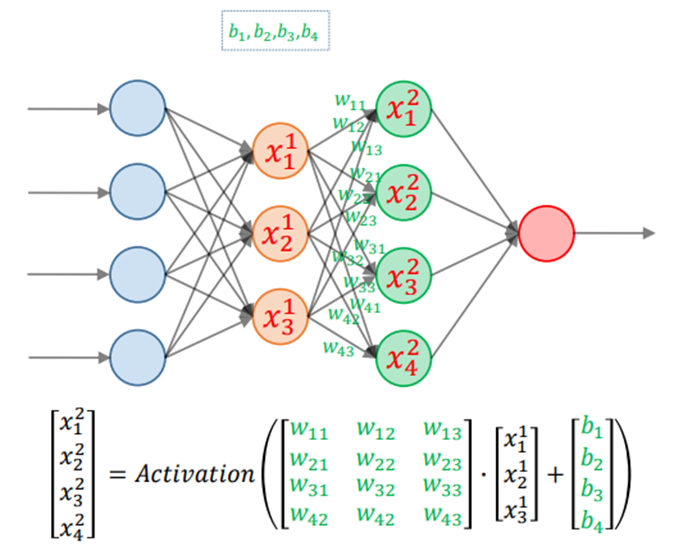 b₁, b₂,b₃,b₄
w₁₁
x₁²
w₁₂
w₁₃
x₁¹
w₂₁
w₂₂
x₂²
w₂₃
x₂¹
w₃₁
w₃₂
x₃²
w₃₃
w₄₁
x₃¹
w₄₂
w₄₃
x₄²
[x₁² x₂² x₃² x₄²] = Activation ( [w₁₁ w₁₂ w₁₃
w₂₁ w₂₂ w₂₃
w₃₁ w₃₂ w₃₃
w₄₂ w₄₂ w₄₃] · [x₁¹ x₂¹ x₃¹] + [b₁ b₂ b₃ b₄] )